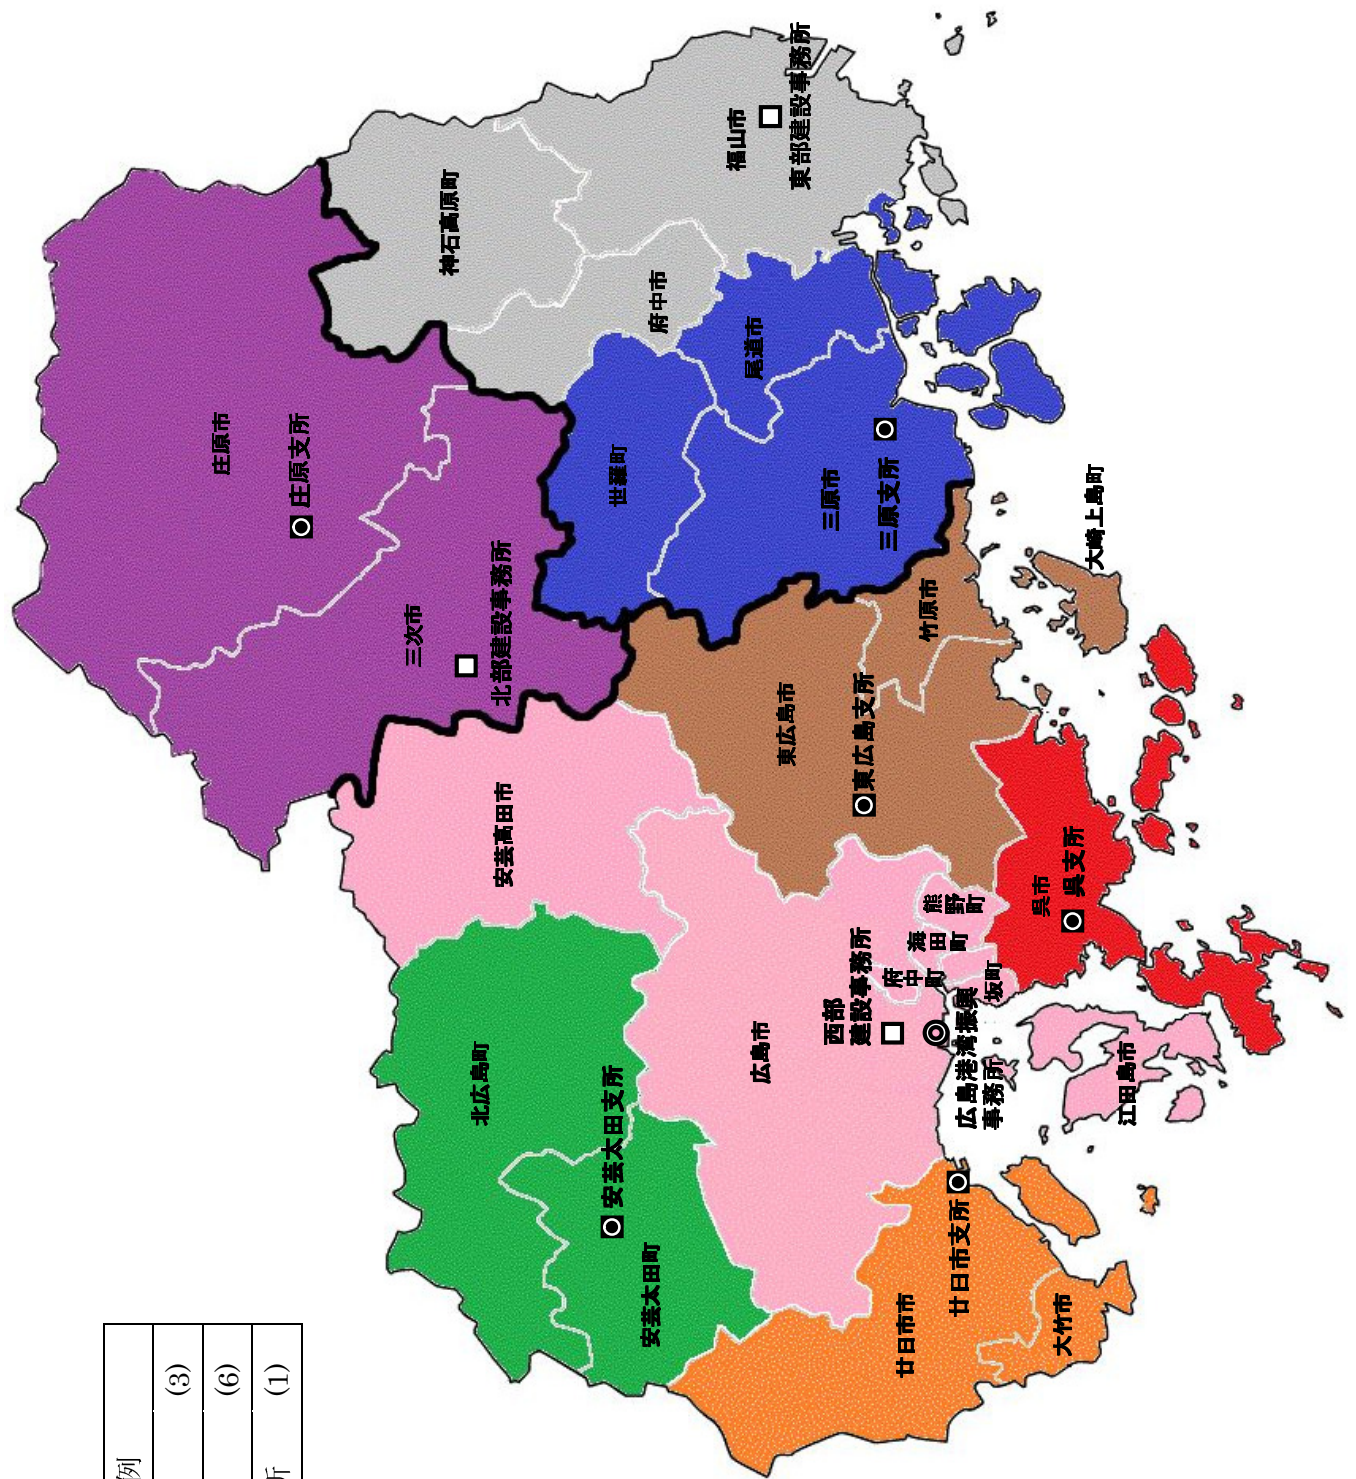 庄原市
庄原支所
三次市
北部建設事務所
神石高原町
府中市
福山市
東部建設事務所
世羅町
尾道市
三原市
三原支所
竹原市
大崎上島町
東広島市
東広島支所
安芸高田市
北広島町
安芸太田支所
安芸太田町
広島市
西部
建設事務所
熊野町
海田町
府中町
坂町
広島港湾振興
事務所
呉市
呉支所
江田島市
廿日市支所
廿日市市
大竹市
例
(3)
(6)
所 (1)